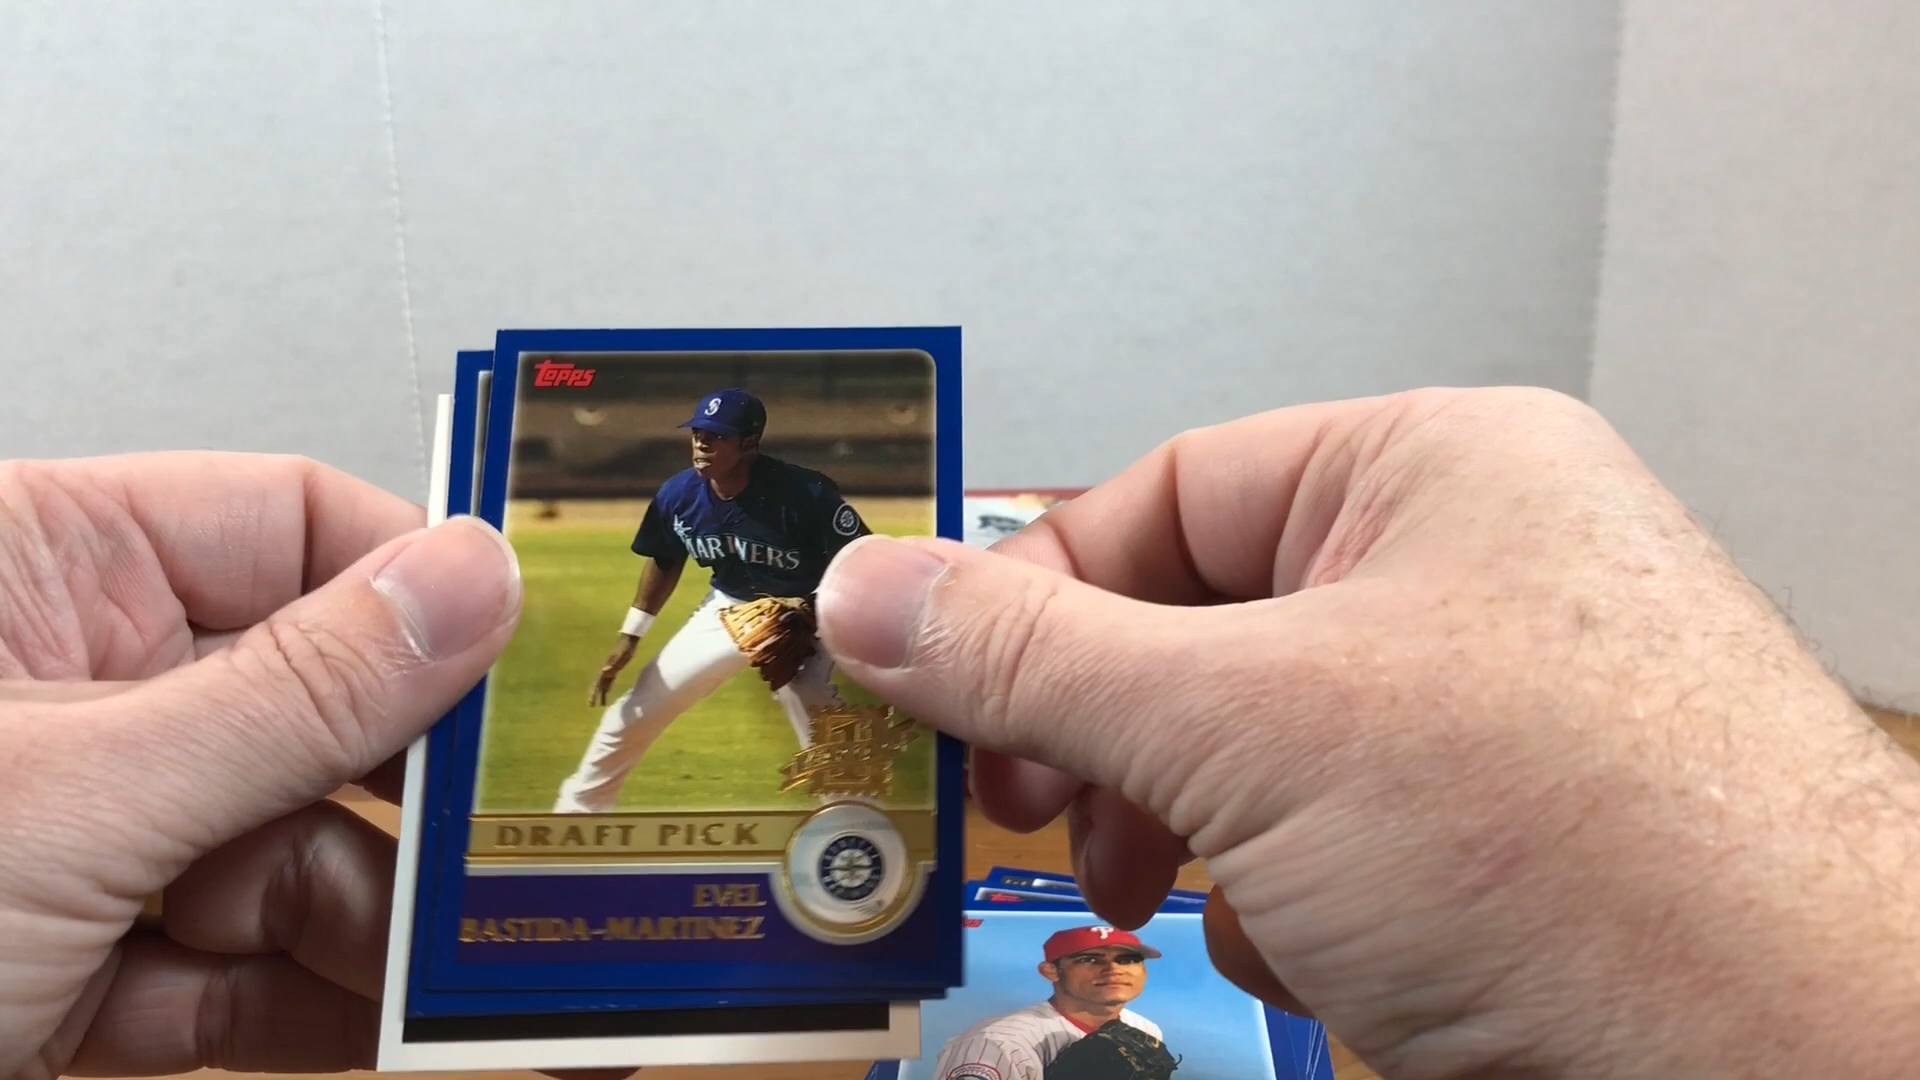 topps
S
MARINERS
DRAFT PICK
EVEL
BASTIDA-MARTINEZ
P